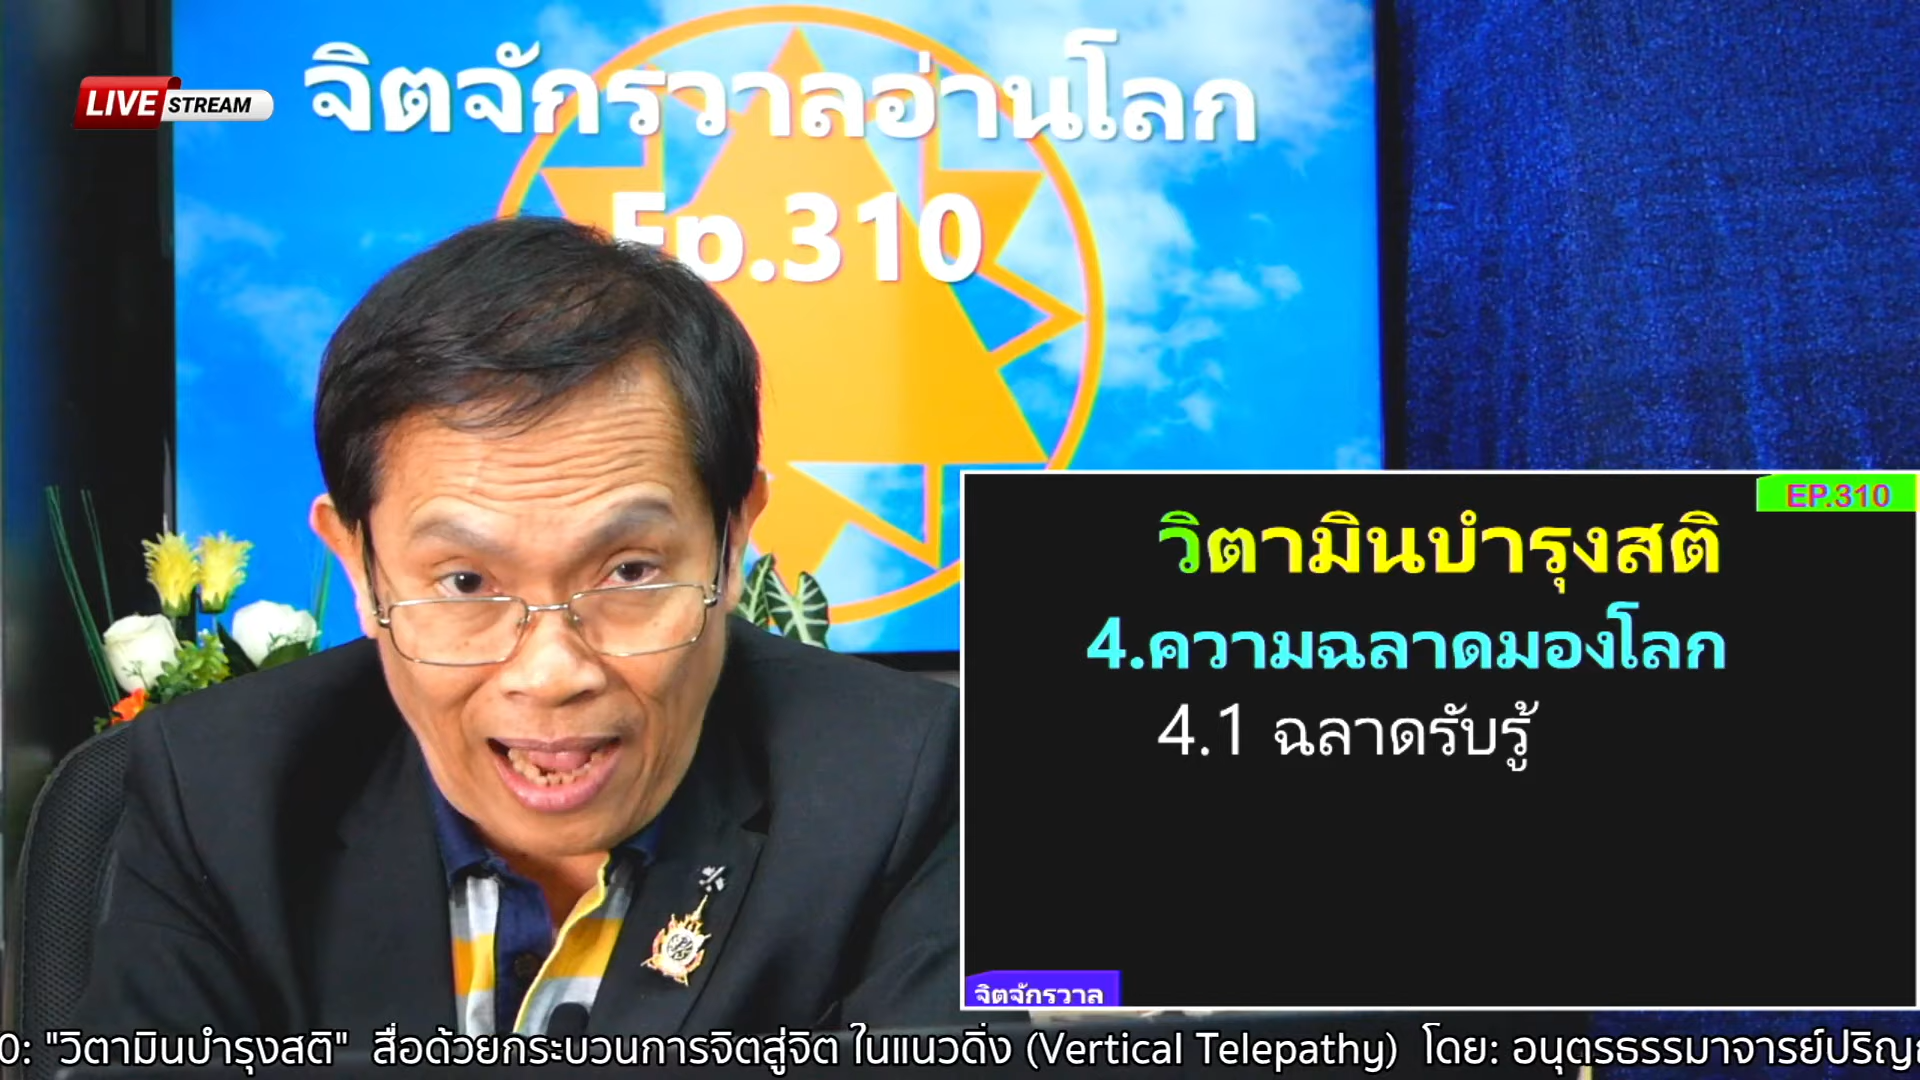 LIVE STREAM
จิตจักรวาลอ่านโลก
Ep.310
EP.310
วิตามินบำรุงสติ
4.ความฉลาดมองโลก
4.1 ฉลาดรับรู้
จิตจักรวาล
0: "วิตามินบำรุงสติ" สื่อด้วยกระบวนการจิตสู่จิต ในแนวดิ่ง (Vertical Telepathy) โดย: อนุตรธรรมาจารย์ปริญ